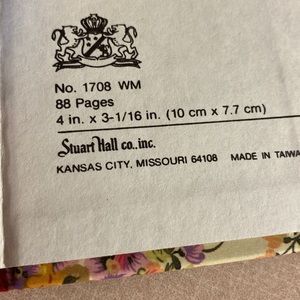 No. 1708 WM
88 Pages
4 in. x 3-1/16 in. (10 cm x 7.7 cm)
Stuart Hall co., inc.
KANSAS CITY, MISSOURI 64108 MADE IN TAIWA